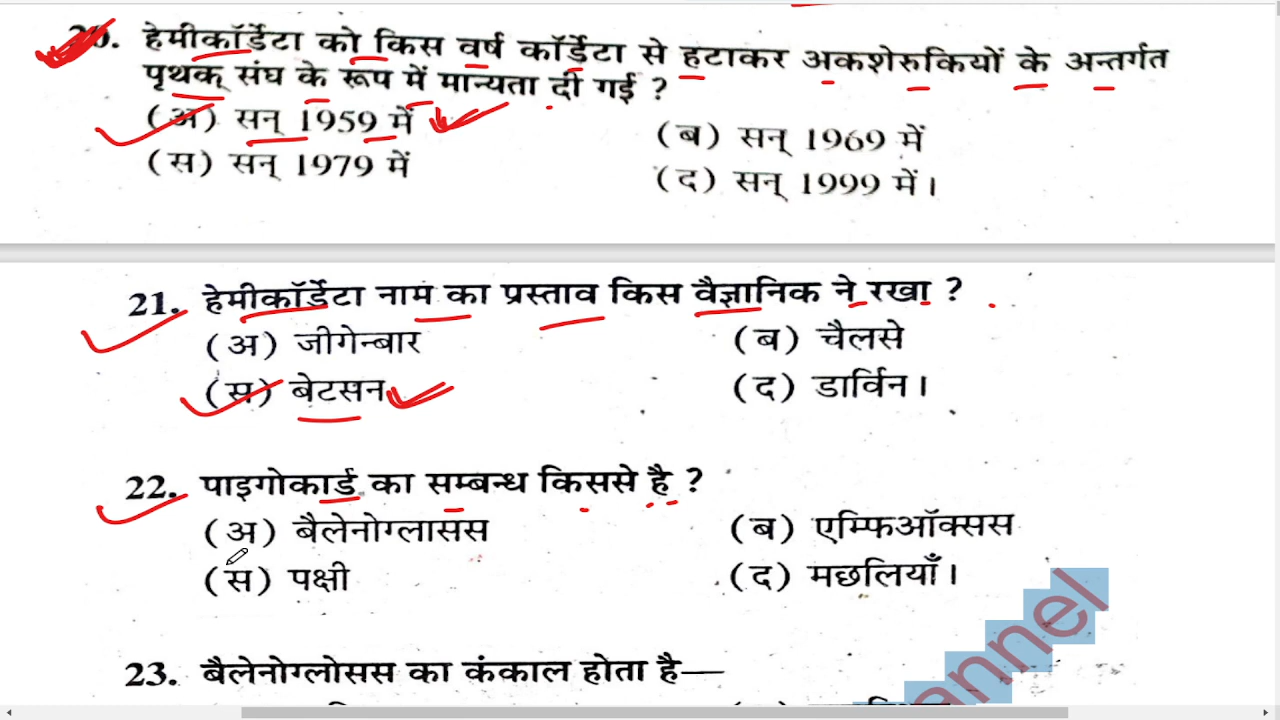 20. हेमीकॉर्डेटा को किस वर्ष कॉर्डेटा से हटाकर अकशेरुकियों के अन्तर्गत
पृथक् संघ के रूप में मान्यता दी गई ?
(अ) सन् 1959 में (ब) सन् 1969 में
(स) सन् 1979 में (द) सन् 1999 में।
21. हेमीकॉर्डेटा नाम का प्रस्ताव किस वैज्ञानिक ने रखा ?
(अ) जीगेन्बार (ब) चैलसे
(स) बेटसन (द) डार्विन।
22. पाइगोकार्ड का सम्बन्ध किससे है ?
(अ) बैलेनोग्लासस (ब) एम्फिऑक्सस
(स) पक्षी (द) मछलियाँ।
23. बैलेनोग्लोसस का कंकाल होता है—
annel